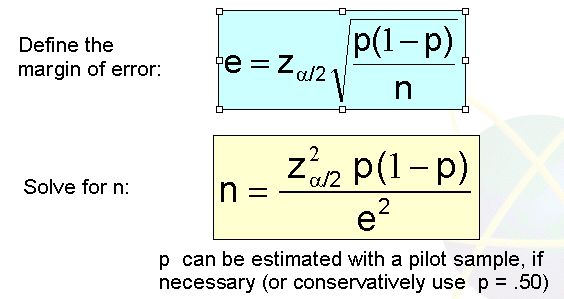 Define the
margin of error:
e = z_{α/2} √(p(1−p)/n)
Solve for n:
n = z²_{α/2} p(1−p) / e²
p can be estimated with a pilot sample, if
necessary (or conservatively use p = .50)